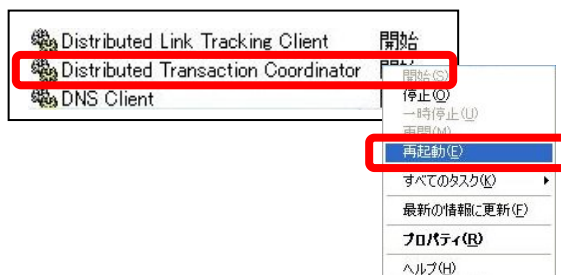 Distributed Link Tracking Client 開始
Distributed Transaction Coordinator 開始
DNS Client
開始(S)
停止(O)
一時停止(U)
再開(M)
再起動(E)
すべてのタスク(K)
最新の情報に更新(F)
プロパティ(R)
ヘルプ(H)